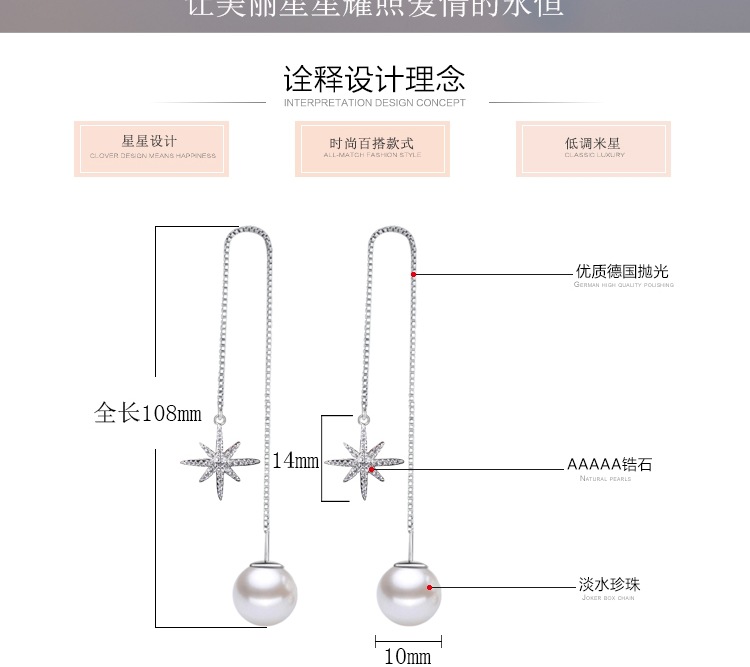 让美丽星星耀照爱情的永恒
诠释设计理念
INTERPRETATION DESIGN CONCEPT
星星设计
CLOVER DESIGN MEANS HAPPINESS
时尚百搭款式
ALL-MATCH FASHION STYLE
低调米星
CLASSIC LUXURY
优质德国抛光
GERMAN HIGH QUALITY POLISHING
全长108mm
14mm
AAAAA锆石
NATURAL PEARLS
淡水珍珠
JOKER BOX CHAIN
10mm